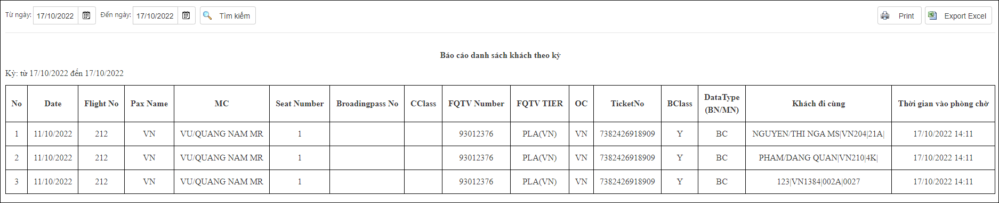 Từ ngày: 17/10/2022 Đến ngày: 17/10/2022 Tìm kiếm Print Export Excel
Báo cáo danh sách khách theo kỳ
Kỳ: từ 17/10/2022 đến 17/10/2022
No Date Flight No Pax Name MC Seat Number Broadingpass No CClass FQTV Number FQTV TIER OC TicketNo BClass DataType (BN/MN) Khách đi cùng Thời gian vào phòng chờ
1 11/10/2022 212 VN VU/QUANG NAM MR 1 93012376 PLA(VN) VN 7382426918909 Y BC NGUYEN/THI NGA MS|VN204|21A| 17/10/2022 14:11
2 11/10/2022 212 VN VU/QUANG NAM MR 1 93012376 PLA(VN) VN 7382426918909 Y BC PHAM/DANG QUAN|VN210|4K| 17/10/2022 14:11
3 11/10/2022 212 VN VU/QUANG NAM MR 1 93012376 PLA(VN) VN 7382426918909 Y BC 123|VN1384|002A|0027 17/10/2022 14:11